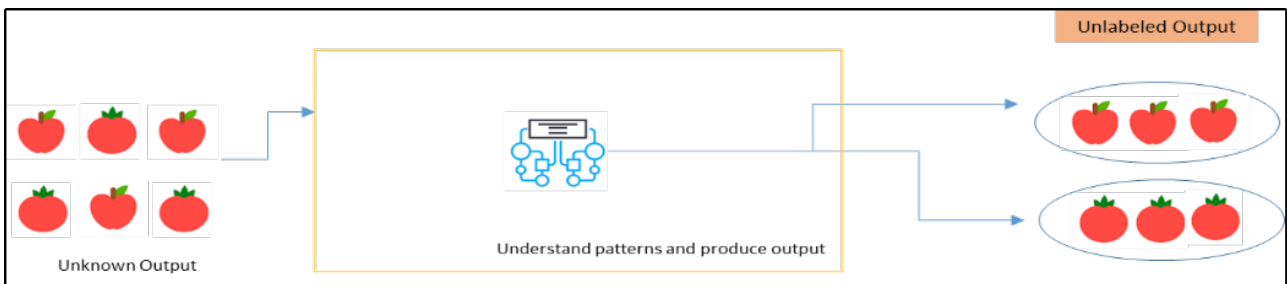 Unlabeled Output
Understand patterns and produce output
Unknown Output